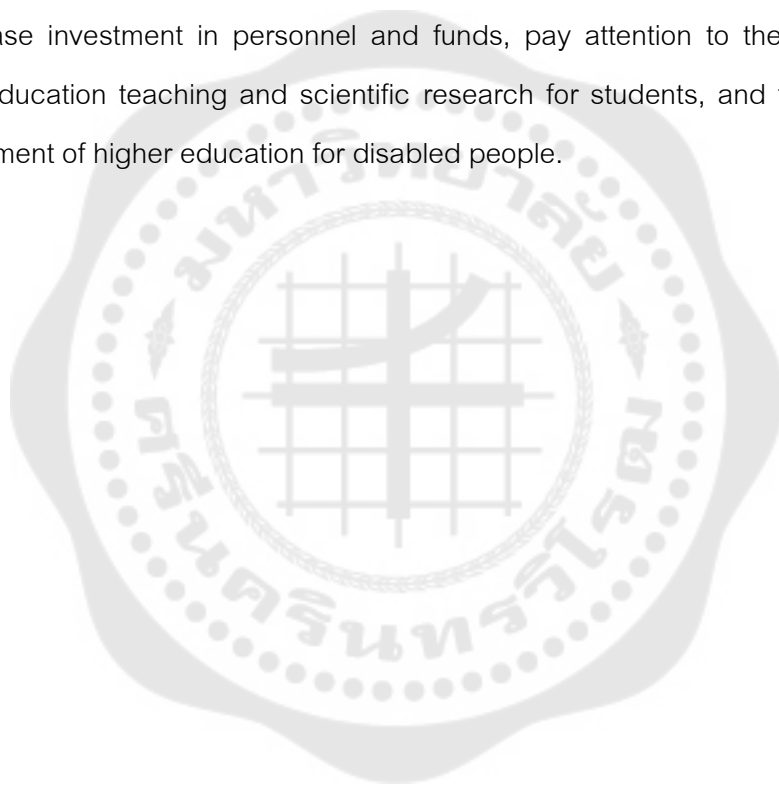 ase investment in personnel and funds, pay attention to the
ducation teaching and scientific research for students, and
ment of higher education for disabled people.
มหาวิทยาลัย
ศรีนครินทรวิโรฒ